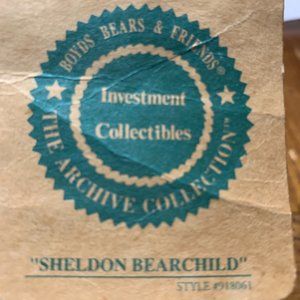 BOYDS BEARS & FRIENDS®
Investment
Collectibles
THE ARCHIVE COLLECTION™
"SHELDON BEARCHILD"
STYLE #918061